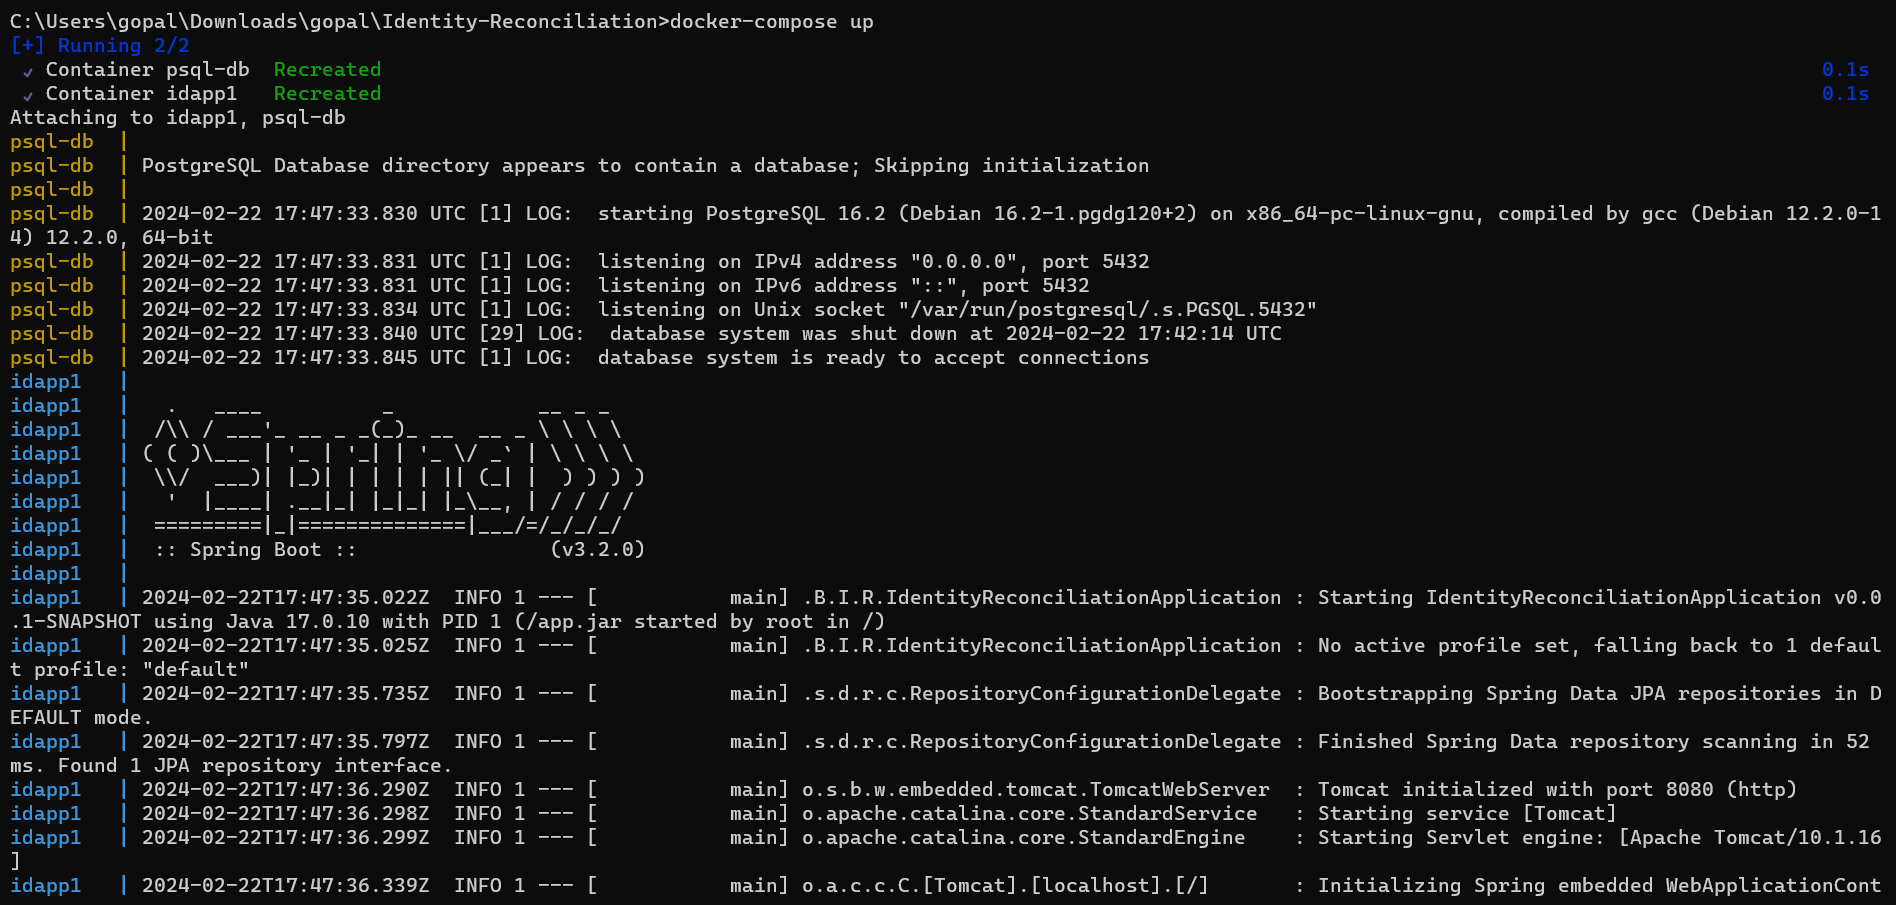 C:\Users\gopal\Downloads\gopal\Identity-Reconciliation>docker-compose up
[+] Running 2/2
 ✓ Container psql-db  Recreated                                                                                                                        0.1s
 ✓ Container idapp1   Recreated                                                                                                                        0.1s
Attaching to idapp1, psql-db
psql-db  |
psql-db  | PostgreSQL Database directory appears to contain a database; Skipping initialization
psql-db  |
psql-db  | 2024-02-22 17:47:33.830 UTC [1] LOG:  starting PostgreSQL 16.2 (Debian 16.2-1.pgdg120+2) on x86_64-pc-linux-gnu, compiled by gcc (Debian 12.2.0-1
4) 12.2.0, 64-bit
psql-db  | 2024-02-22 17:47:33.831 UTC [1] LOG:  listening on IPv4 address "0.0.0.0", port 5432
psql-db  | 2024-02-22 17:47:33.831 UTC [1] LOG:  listening on IPv6 address "::", port 5432
psql-db  | 2024-02-22 17:47:33.834 UTC [1] LOG:  listening on Unix socket "/var/run/postgresql/.s.PGSQL.5432"
psql-db  | 2024-02-22 17:47:33.840 UTC [29] LOG:  database system was shut down at 2024-02-22 17:42:14 UTC
psql-db  | 2024-02-22 17:47:33.845 UTC [1] LOG:  database system is ready to accept connections
idapp1   |
idapp1   |   .   ____          _            __ _ _
idapp1   |  /\\ / ___'_ __ _ _(_)_ __  __ _ \ \ \ \
idapp1   | ( ( )\___ | '_ | '_| | '_ \/ _` | \ \ \ \
idapp1   |  \\/  ___)| |_)| | | | | || (_| |  ) ) ) )
idapp1   |   '  |____| .__|_| |_|_| |_\__, | / / / /
idapp1   |  =========|_|==============|___/=/_/_/_/
idapp1   |  :: Spring Boot ::                (v3.2.0)
idapp1   |
idapp1   | 2024-02-22T17:47:35.022Z  INFO 1 --- [           main] .B.I.R.IdentityReconciliationApplication : Starting IdentityReconciliationApplication v0.0
.1-SNAPSHOT using Java 17.0.10 with PID 1 (/app.jar started by root in /)
idapp1   | 2024-02-22T17:47:35.025Z  INFO 1 --- [           main] .B.I.R.IdentityReconciliationApplication : No active profile set, falling back to 1 defaul
t profile: "default"
idapp1   | 2024-02-22T17:47:35.735Z  INFO 1 --- [           main] .s.d.r.c.RepositoryConfigurationDelegate : Bootstrapping Spring Data JPA repositories in D
EFAULT mode.
idapp1   | 2024-02-22T17:47:35.797Z  INFO 1 --- [           main] .s.d.r.c.RepositoryConfigurationDelegate : Finished Spring Data repository scanning in 52
ms. Found 1 JPA repository interface.
idapp1   | 2024-02-22T17:47:36.290Z  INFO 1 --- [           main] o.s.b.w.embedded.tomcat.TomcatWebServer  : Tomcat initialized with port 8080 (http)
idapp1   | 2024-02-22T17:47:36.298Z  INFO 1 --- [           main] o.apache.catalina.core.StandardService   : Starting service [Tomcat]
idapp1   | 2024-02-22T17:47:36.299Z  INFO 1 --- [           main] o.apache.catalina.core.StandardEngine    : Starting Servlet engine: [Apache Tomcat/10.1.16
]
idapp1   | 2024-02-22T17:47:36.339Z  INFO 1 --- [           main] o.a.c.c.C.[Tomcat].[localhost].[/]       : Initializing Spring embedded WebApplicationCont